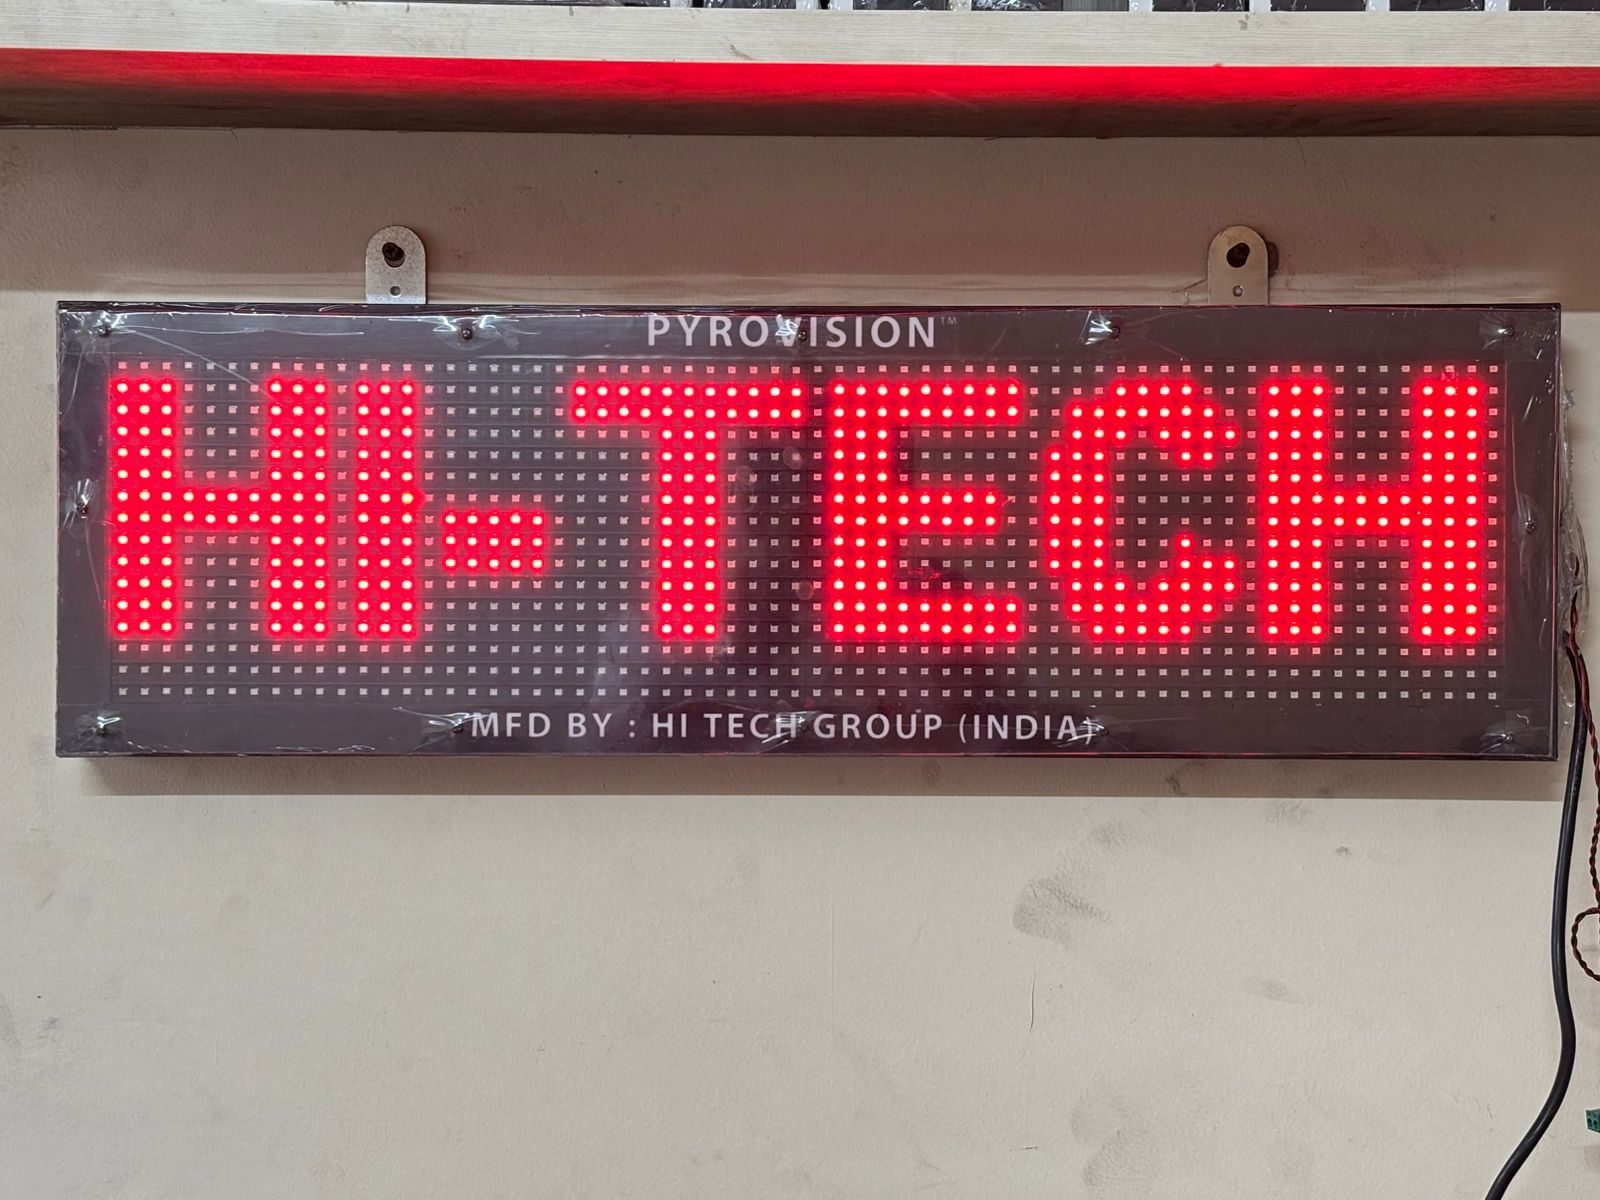 PYROVISION™
HI-TECH
MFD BY : HI TECH GROUP (INDIA)